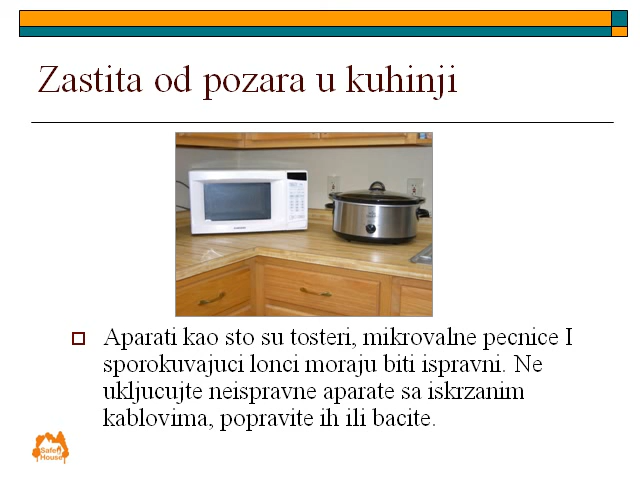 Zastita od pozara u kuhinji
Aparati kao sto su tosteri, mikrovalne pecnice I
sporokuvajuci lonci moraju biti ispravni. Ne
ukljucujte neispravne aparate sa iskrzanim
kablovima, popravite ih ili bacite.
Safe
House